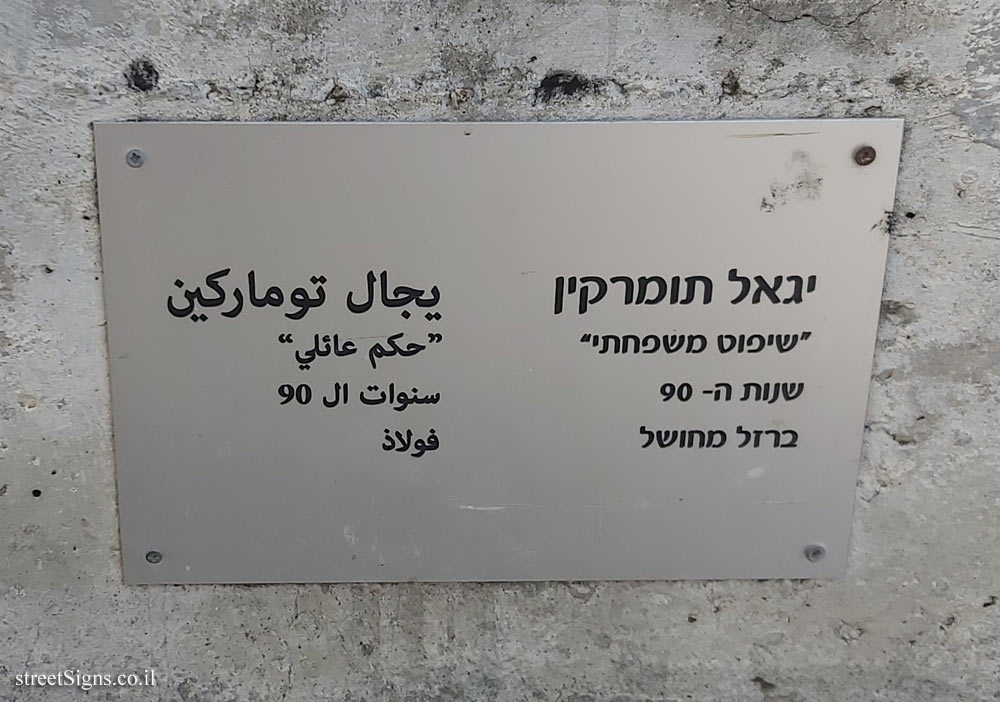 יגאל תומרקין
”שיפוט משפחתי“
שנות ה- 90
ברזל מחושל
يجال توماركين
”حكم عائلي“
سنوات ال 90
فولاذ
streetSigns.co.il